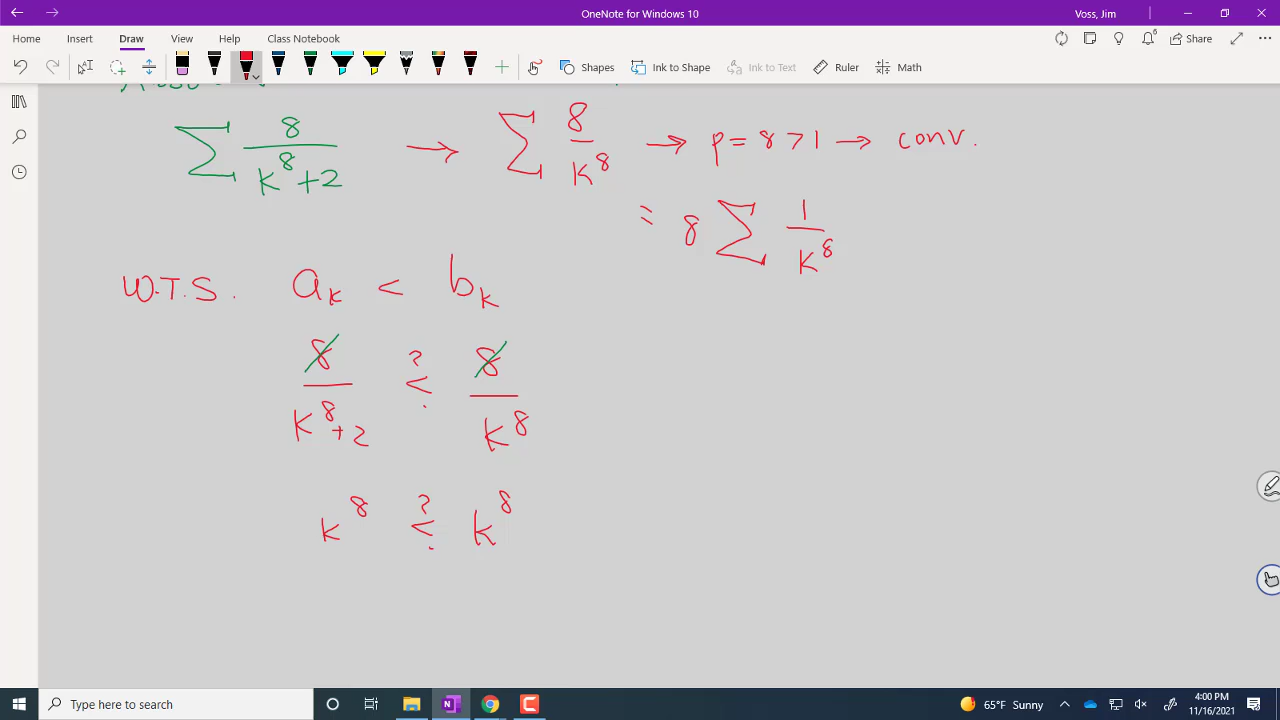 OneNote for Windows 10
Voss, Jim
Home Insert Draw View Help Class Notebook
Share
Shapes Ink to Shape Ink to Text Ruler Math
∑ 8/(k^8+2) → ∑ 8/k^8 → p = 8 > 1 → conv.
= 8 ∑ 1/k^8
W.T.S. a_k < b_k
8/(k^8+2) <? 8/k^8
k^8 <? k^8
Type here to search
65°F Sunny
4:00 PM
11/16/2021